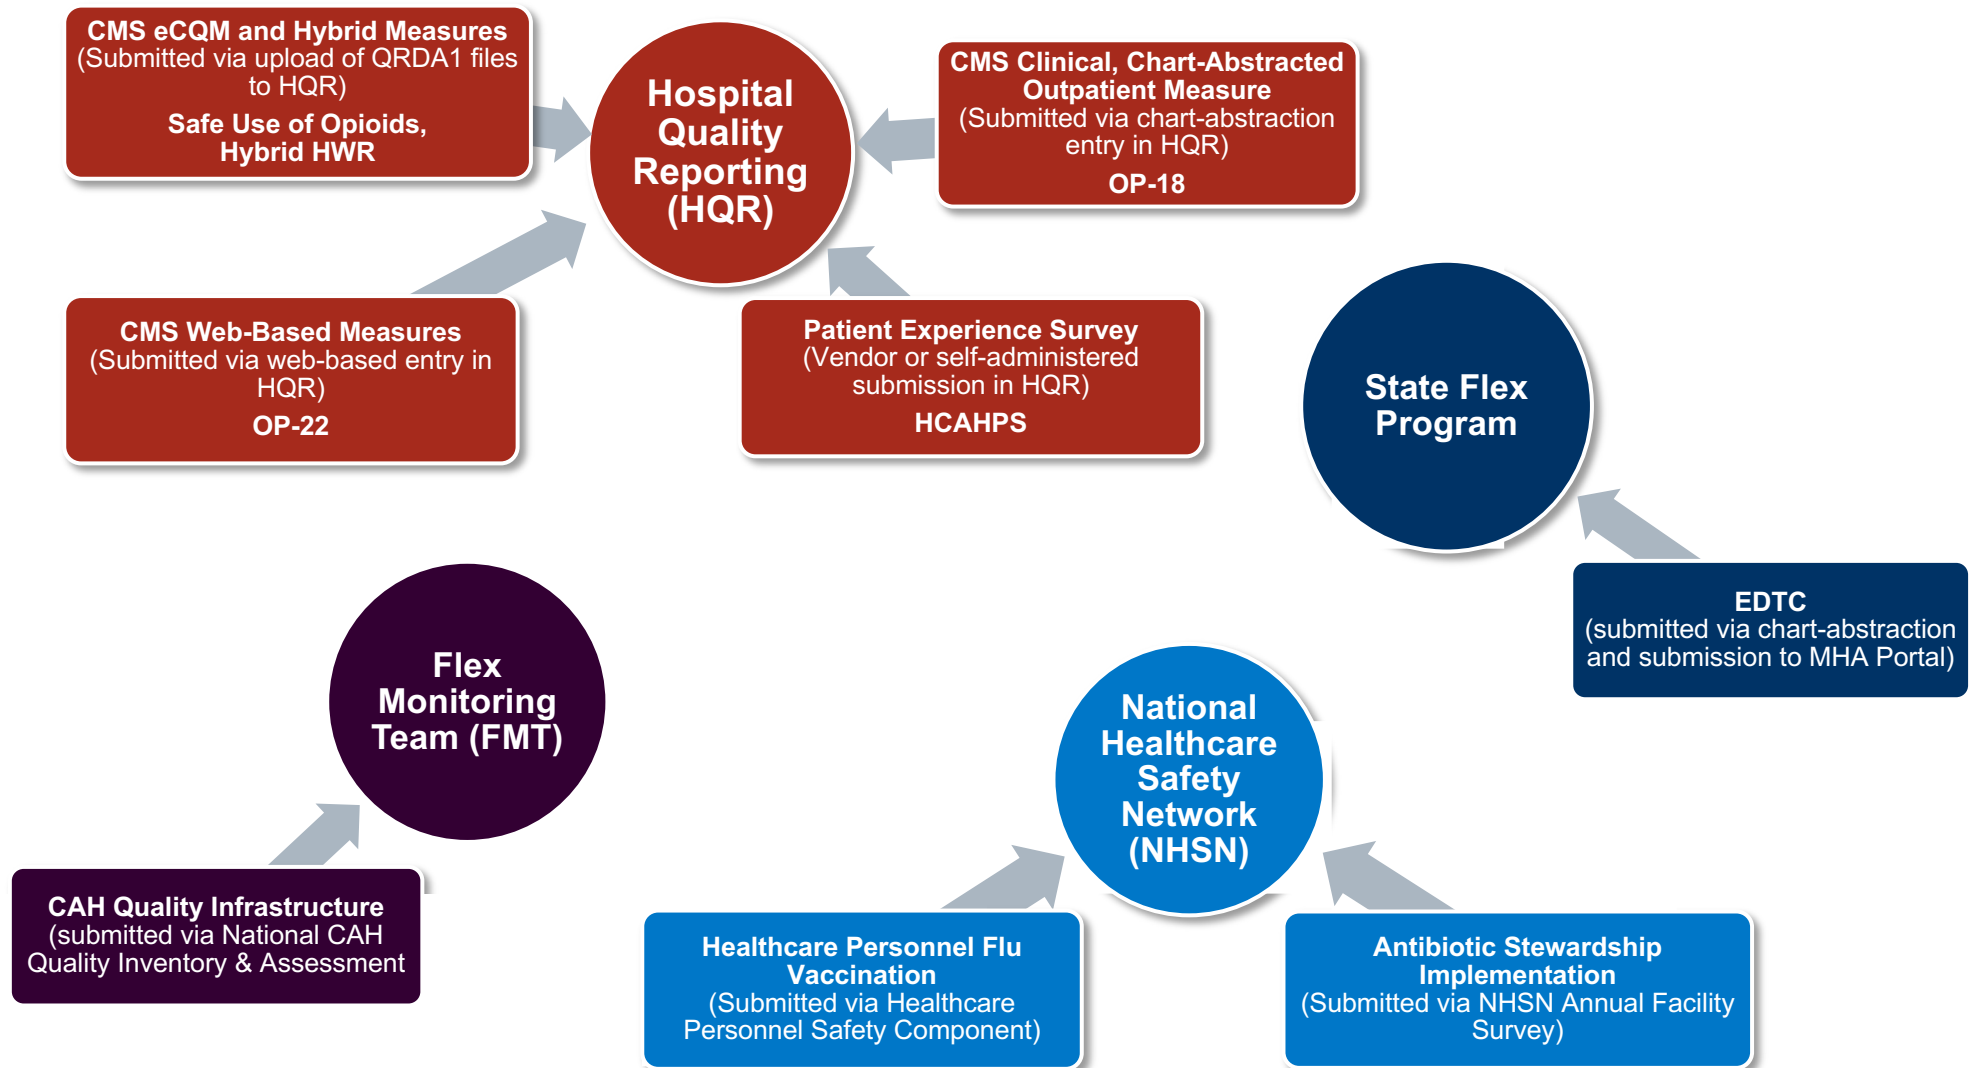 CMS eCQM and Hybrid Measures
(Submitted via upload of QRDA1 files
to HQR)
Safe Use of Opioids,
Hybrid HWR
Hospital
Quality
Reporting
(HQR)
CMS Clinical, Chart-Abstracted
Outpatient Measure
(Submitted via chart-abstraction
entry in HQR)
OP-18
CMS Web-Based Measures
(Submitted via web-based entry in
HQR)
OP-22
Patient Experience Survey
(Vendor or self-administered
submission in HQR)
HCAHPS
State Flex
Program
EDTC
(submitted via chart-abstraction
and submission to MHA Portal)
Flex
Monitoring
Team (FMT)
CAH Quality Infrastructure
(submitted via National CAH
Quality Inventory & Assessment
National
Healthcare
Safety
Network
(NHSN)
Healthcare Personnel Flu
Vaccination
(Submitted via Healthcare
Personnel Safety Component)
Antibiotic Stewardship
Implementation
(Submitted via NHSN Annual Facility
Survey)